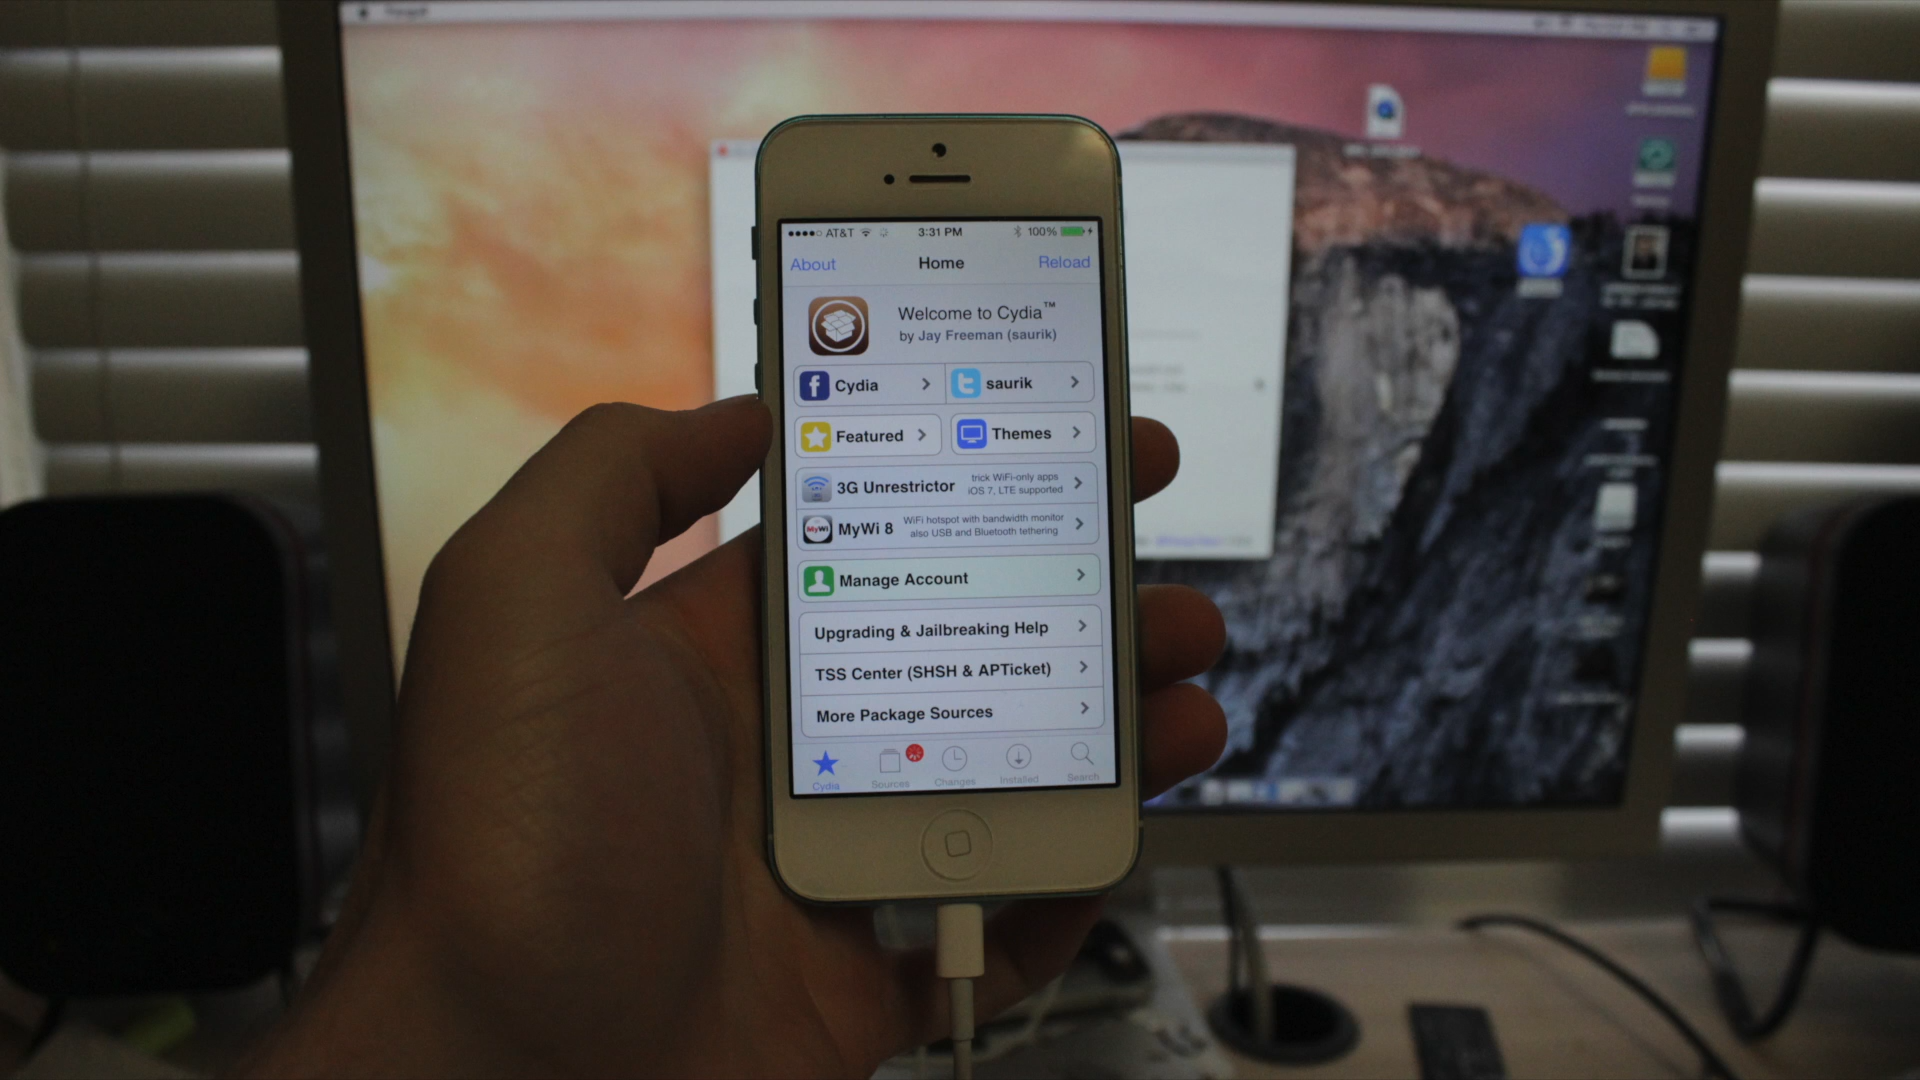 AT&T 3:31 PM 100%
About Home Reload
Welcome to Cydia™
by Jay Freeman (saurik)
Cydia saurik
Featured Themes
3G Unrestrictor trick WiFi-only apps
iOS 7, LTE supported
MyWi
MyWi 8 WiFi hotspot with bandwidth monitor
also USB and Bluetooth tethering
Manage Account
Upgrading & Jailbreaking Help
TSS Center (SHSH & APTicket)
More Package Sources
Cydia Sources Changes Installed Search